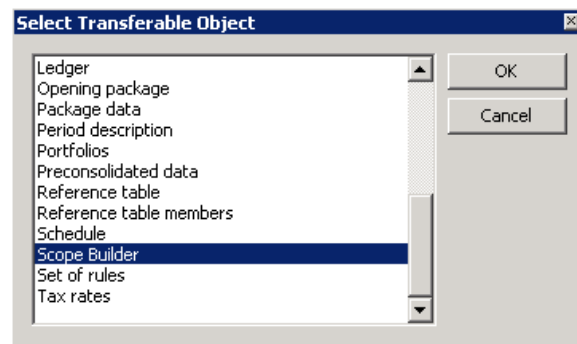 Select Transferable Object
Ledger
Opening package
Package data
Period description
Portfolios
Preconsolidated data
Reference table
Reference table members
Schedule
Scope Builder
Set of rules
Tax rates
OK
Cancel